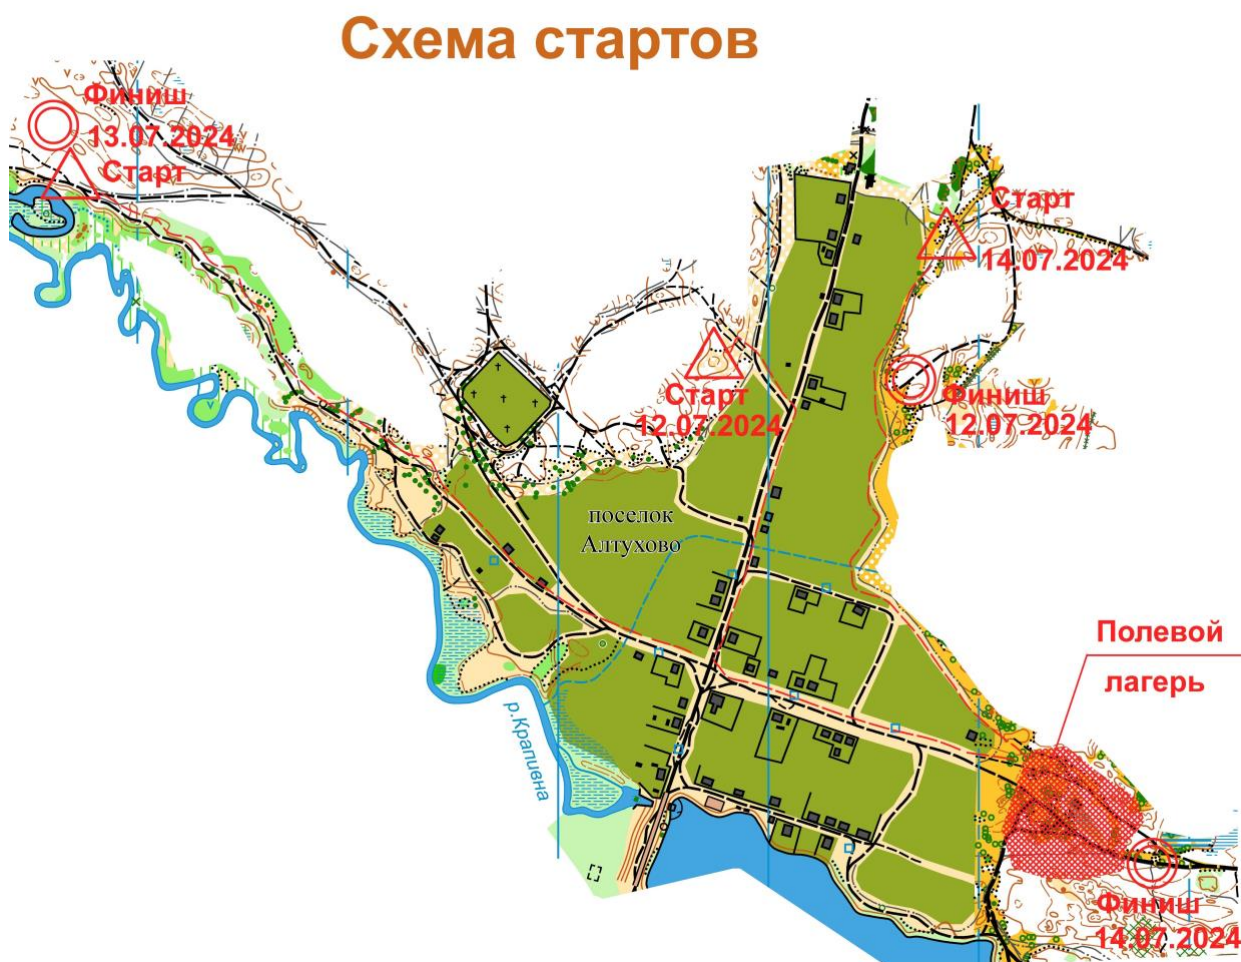 Схема стартов
Финиш
13.07.2024
Старт
Старт
14.07.2024
Старт
12.07.2024
Финиш
12.07.2024
поселок
Алтухово
Полевой
лагерь
р.Крапивна
Финиш
14.07.2024